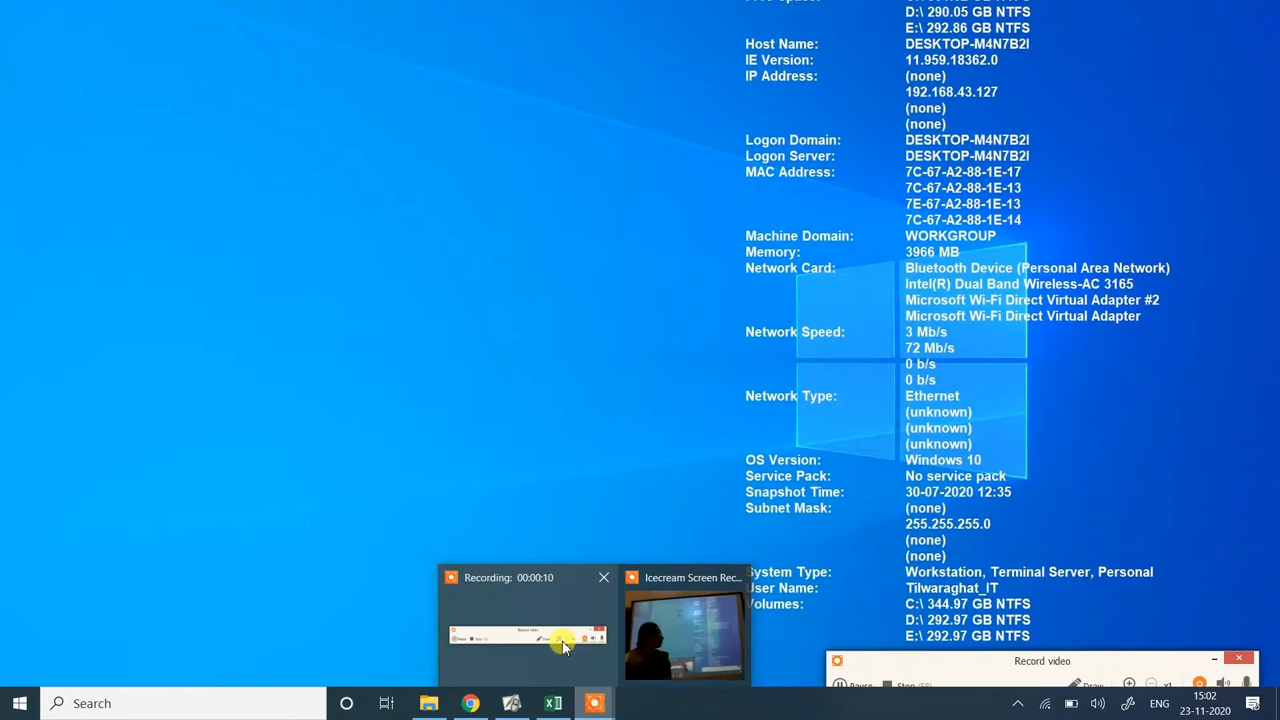 D:\ 290.05 GB NTFS
E:\ 292.86 GB NTFS
Host Name: DESKTOP-M4N7B2I
IE Version: 11.959.18362.0
IP Address: (none)
192.168.43.127
(none)
(none)
Logon Domain: DESKTOP-M4N7B2I
Logon Server: DESKTOP-M4N7B2I
MAC Address: 7C-67-A2-88-1E-17
7C-67-A2-88-1E-13
7E-67-A2-88-1E-13
7C-67-A2-88-1E-14
Machine Domain: WORKGROUP
Memory: 3966 MB
Network Card: Bluetooth Device (Personal Area Network)
Intel(R) Dual Band Wireless-AC 3165
Microsoft Wi-Fi Direct Virtual Adapter #2
Microsoft Wi-Fi Direct Virtual Adapter
Network Speed: 3 Mb/s
72 Mb/s
0 b/s
0 b/s
Network Type: Ethernet
(unknown)
(unknown)
(unknown)
OS Version: Windows 10
Service Pack: No service pack
Snapshot Time: 30-07-2020 12:35
Subnet Mask: (none)
255.255.255.0
(none)
(none)
System Type: Workstation, Terminal Server, Personal
User Name: Tilwaraghat_IT
Volumes: C:\ 344.97 GB NTFS
D:\ 292.97 GB NTFS
E:\ 292.97 GB NTFS
Recording: 00:00:10
Icecream Screen Rec...
Record video
Record video
Pause Stop Draw x1
Search
ENG
15:02
23-11-2020